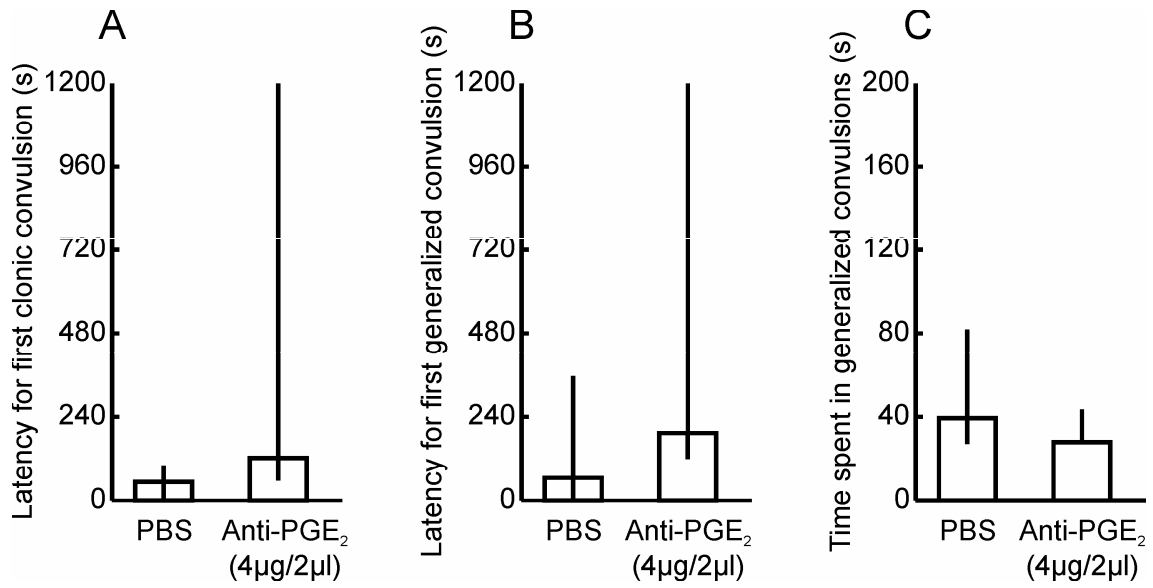 A
Latency for first clonic convulsion (s)
1200
960
720
480
240
0
PBS
Anti-PGE₂
(4µg/2µl)
B
Latency for first generalized convulsion (s)
1200
960
720
480
240
0
PBS
Anti-PGE₂
(4µg/2µl)
C
Time spent in generalized convulsions (s)
200
160
120
80
40
0
PBS
Anti-PGE₂
(4µg/2µl)